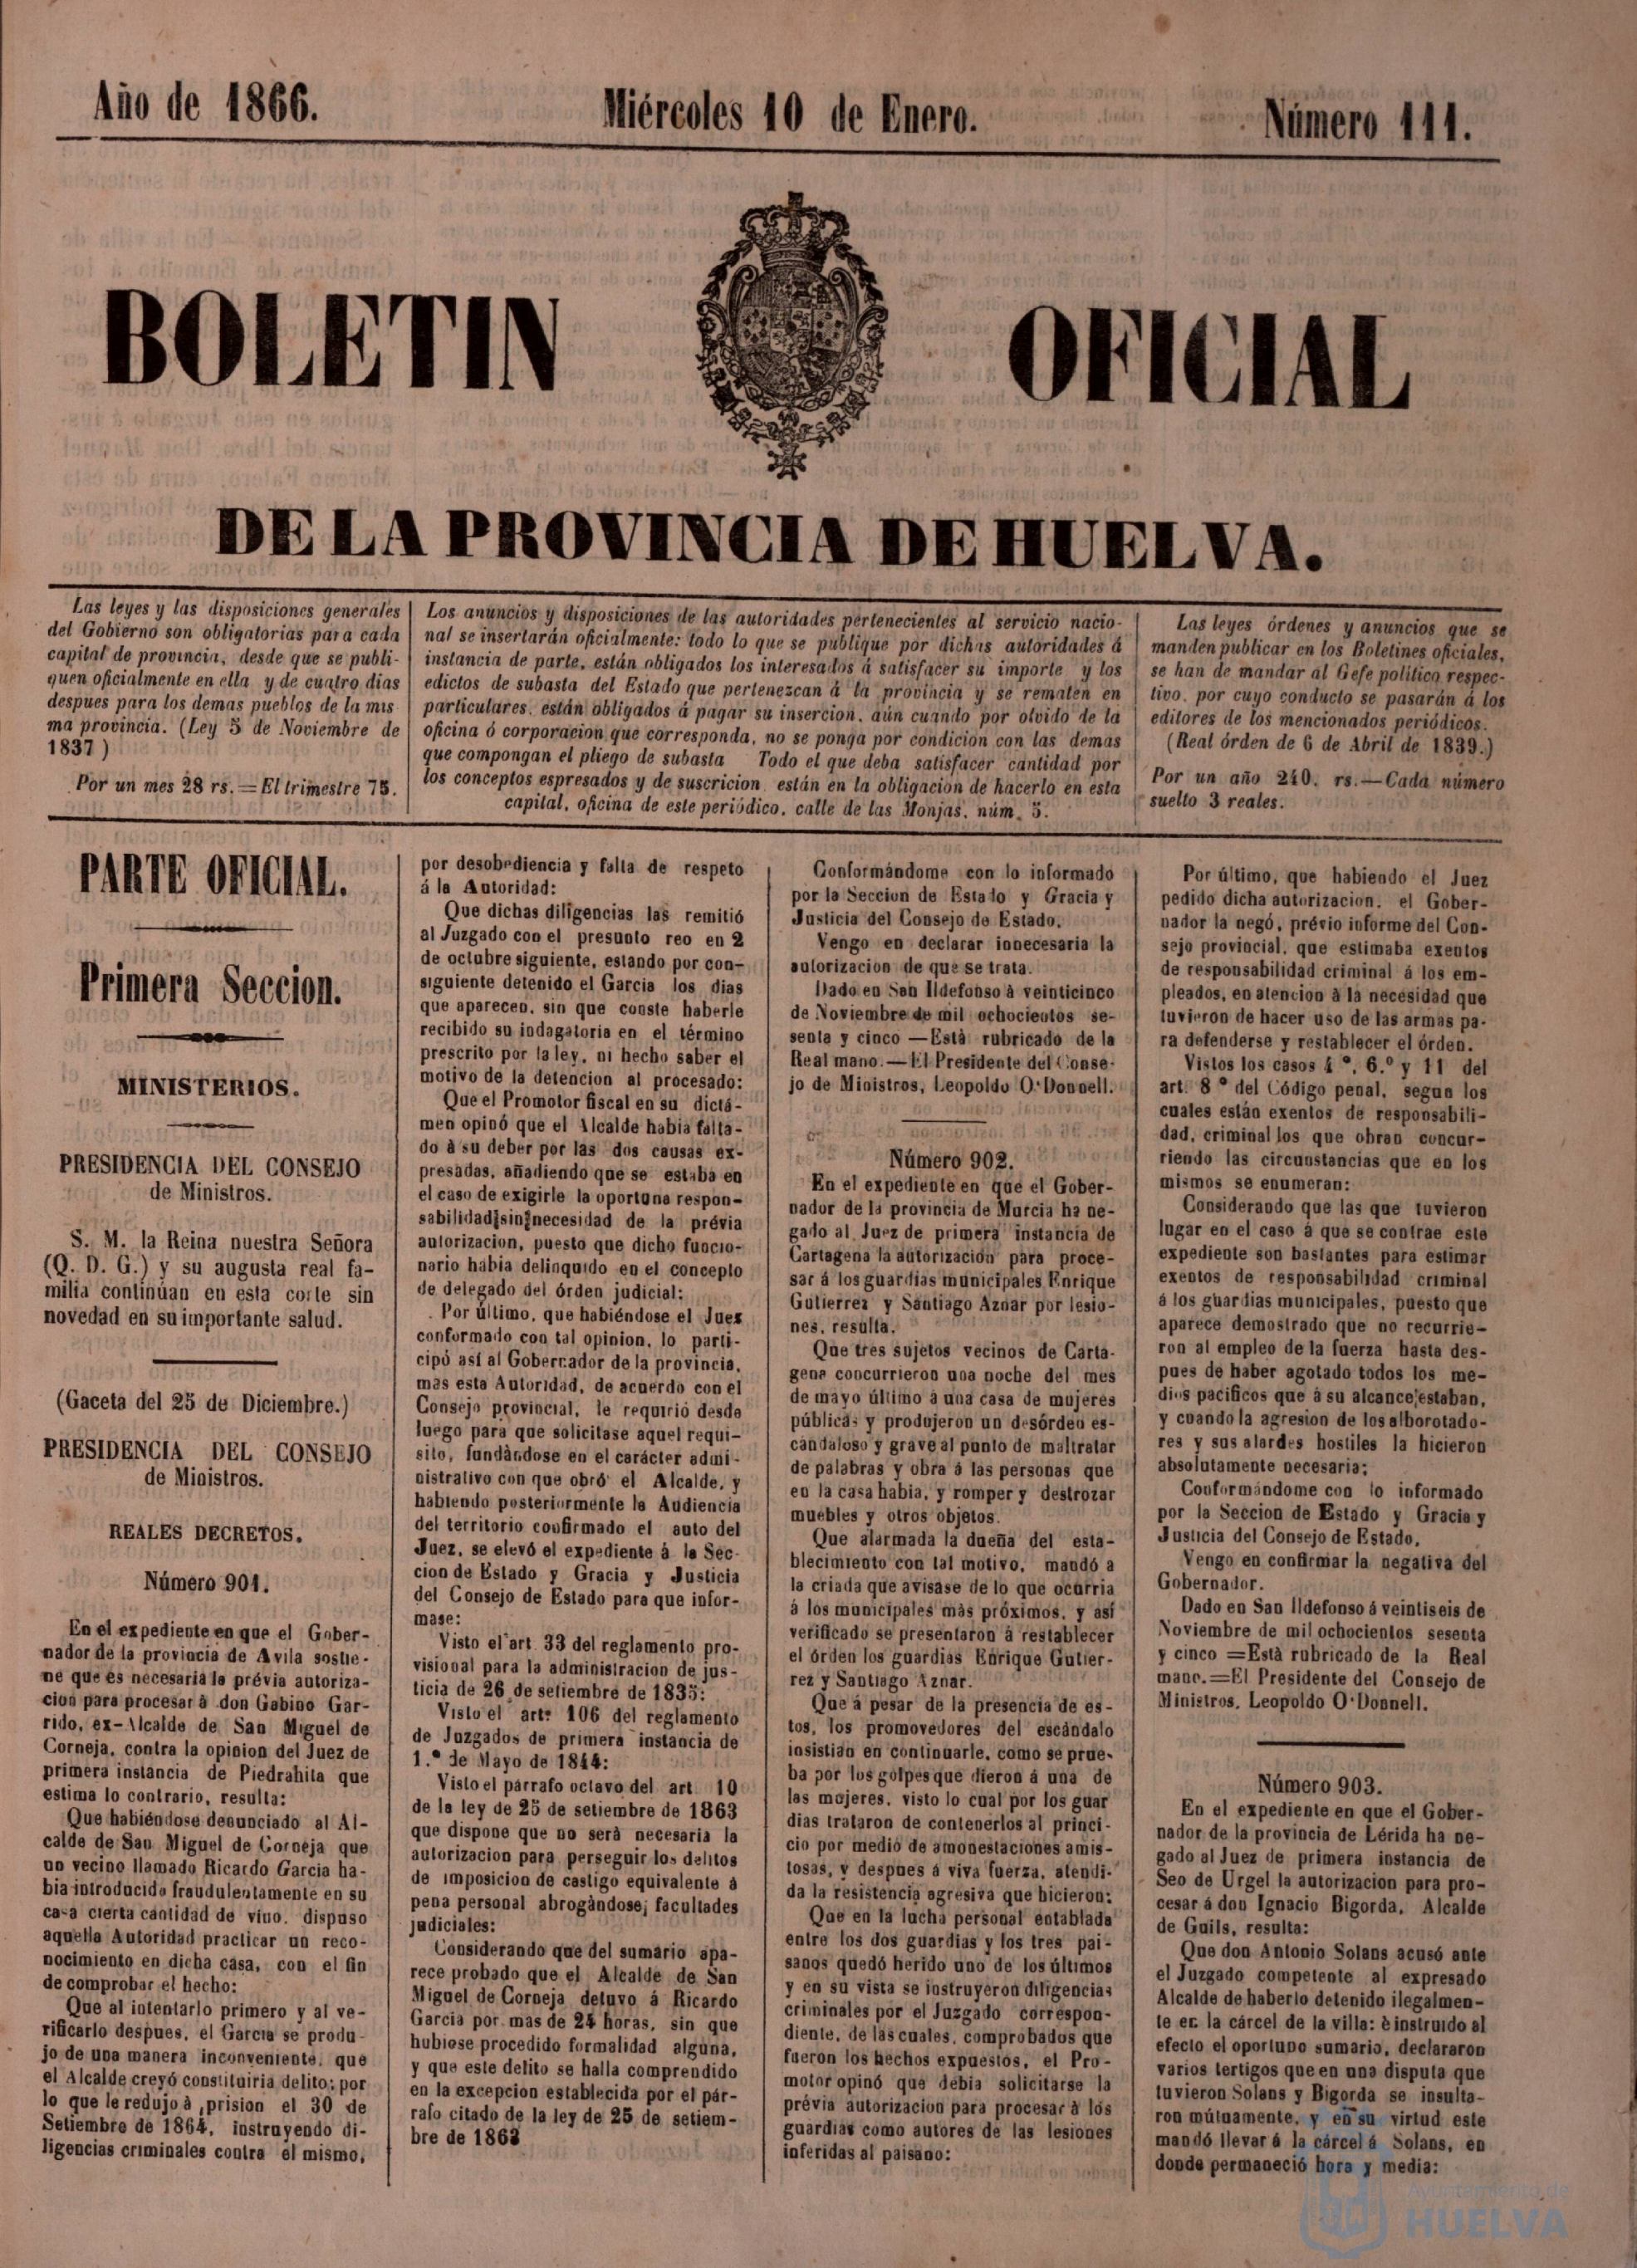 Año de 1866.
Miércoles 10 de Enero.
Número 111.
BOLETIN OFICIAL
DE LA PROVINCIA DE HUELVA.
Las leyes y las disposiciones generales
del Gobierno son obligatorias para cada
capital de provincia, desde que se publi-
quen oficialmente en ella y de cuatro dias
despues para los demas pueblos de la mis
ma provincia. (Ley 5 de Noviembre de
1837 )
Por un mes 28 rs.=El trimestre 75.
Los anuncios y disposiciones de las autoridades pertenecientes al servicio nacio-
nal se insertarán oficialmente: todo lo que se publique por dichas autoridades á
instancia de parte, están obligados los interesados á satisfacer su importe y los
edictos de subasta del Estado que pertenezcan á la provincia y se rematen en
particulares, están obligados á pagar su insercion, aún cuando por olvido de la
oficina ó corporacion que corresponda, no se ponga por condicion con las demas
que compongan el pliego de subasta Todo el que deba satisfacer cantidad por
los conceptos espresados y de suscricion están en la obligacion de hacerlo en esta
capital, oficina de este periódico, calle de las Monjas, núm. 5.
Las leyes órdenes y anuncios que se
manden publicar en los Boletines oficiales,
se han de mandar al Gefe político respec-
tivo, por cuyo conducto se pasarán á los
editores de los mencionados periódicos.
(Real órden de 6 de Abril de 1839.)
Por un año 240. rs.—Cada número
suelto 3 reales.
PARTE OFICIAL.
Primera Seccion.
MINISTERIOS.
PRESIDENCIA DEL CONSEJO
de Ministros.
S. M. la Reina nuestra Señora
(Q. D. G.) y su augusta real fa-
milia continúan en esta corte sin
novedad en su importante salud.
(Gaceta del 25 de Diciembre.)
PRESIDENCIA DEL CONSEJO
de Ministros.
REALES DECRETOS.
Número 901.
En el expediente en que el Gober-
nador de la provincia de Avila sostie-
ne que es necesaria la prévia autoriza-
cion para procesar à don Gabino Gar-
rido, ex-Alcalde de San Miguel de
Corneja, contra la opinion del Juez de
primera instancia de Piedrahita que
estima lo contrario, resulta:
Que habiéndose denunciado al Al-
calde de San Miguel de Corneja que
un vecino llamado Ricardo Garcia ha-
bia introducido fraudulentamente en su
casa cierta cantidad de vino, dispuso
aquella Autoridad practicar un reco-
nocimiento en dicha casa, con el fin
de comprobar el hecho:
Que al intentarlo primero y al ve-
rificarlo despues, el Garcia se produ-
jo de una manera inconveniente, que
el Alcalde creyó constituiria delito; por
lo que le redujo à prision el 30 de
Setiembre de 1864, instruyendo di-
ligencias criminales contra el mismo,
por desobediencia y falta de respeto
á la Autoridad:
Que dichas diligencias las remitió
al Juzgado con el presunto reo en 2
de octubre siguiente, estando por con-
siguiente detenido el Garcia los dias
que aparecen, sin que conste haberle
recibido su indagatoria en el término
prescrito por la ley, ni hecho saber el
motivo de la detencion al procesado:
Que el Promotor fiscal en su dictá-
men opinó que el Alcalde habia falta-
do à su deber por las dos causas ex-
presadas, añadiendo que se estaba en
el caso de exigirle la oportuna respon-
sabilidad sin necesidad de la prévia
autorizacion, puesto que dicho funcio-
nario habia delinquido en el concepto
de delegado del órden judicial:
Por último, que habiéndose el Juez
conformado con tal opinion, lo parti-
cipó así al Gobernador de la provincia,
mas esta Autoridad, de acuerdo con el
Consejo provincial, le requirió desde
luego para que solicitase aquel requi-
sito, fundàndose en el carácter admi-
nistrativo con que obró el Alcalde, y
habiendo posteriormente la Audiencia
del territorio confirmado el auto del
Juez, se elevó el expediente à la Sec-
cion de Estado y Gracia y Justicia
del Consejo de Estado para que infor-
mase:
Visto el art. 33 del reglamento pro-
visional para la administracion de jus-
ticia de 26 de setiembre de 1835:
Visto el art. 106 del reglamento
de Juzgados de primera instancia de
1.º de Mayo de 1844:
Visto el párrafo octavo del art 10
de la ley de 25 de setiembre de 1863
que dispone que no serà necesaria la
autorizacion para perseguir los delitos
de imposicion de castigo equivalente à
pena personal abrogàndose; facultades
judiciales:
Considerando que del sumario apa-
rece probado que el Alcalde de San
Miguel de Corneja detuvo á Ricardo
Garcia por mas de 24 horas, sin que
hubiese procedido formalidad alguna,
y que este delito se halla comprendido
en la excepcion establecida por el pár-
rafo citado de la ley de 25 de setiem-
bre de 1863
Conformándome con lo informado
por la Seccion de Estado y Gracia y
Justicia del Consejo de Estado,
Vengo en declarar innecesaria la
autorizacion de que se trata.
Dado en San Ildefonso à veinticinco
de Noviembre de mil ochocientos se-
senta y cinco —Està rubricado de la
Real mano.—El Presidente del Conse-
jo de Ministros, Leopoldo O'Donnell.
Número 902.
En el expediente en que el Gober-
nador de la provincia de Murcia ha ne-
gado al Juez de primera instancia de
Cartagena la autorización para proce-
sar á los guardias municipales Enrique
Gutierrez y Santiago Aznar por lesio-
nes, resulta.
Que tres sujetos vecinos de Carta-
gena concurrieron una noche del mes
de mayo último à una casa de mujeres
públicas y produjeron un desórden es-
candaloso y grave al punto de maltratar
de palabras y obra á las personas que
en la casa habia, y romper y destrozar
muebles y otros objetos.
Que alarmada la dueña del esta-
blecimiento con tal motivo, mandó a
la criada que avisase de lo que ocurria
à los municipales màs próximos, y así
verificado se presentaron á restablecer
el órden los guardias Enrique Gutier-
rez y Santiago Aznar.
Que á pesar de la presencia de es-
tos, los promovedores del escándalo
insistian en continuarle, como se prue-
ba por los golpes que dieron á una de
las mujeres, visto lo cual por los guar
dias trataron de contenerlos al princi-
cio por medio de amonestaciones amis-
tosas, y despues á viva fuerza, atendi-
da la resistencia agresiva que hicieron:
Que en la lucha personal entablada
entre los dos guardias y los tres pai-
sanos quedó herido uno de los últimos
y en su vista se instruyeron diligencias
criminales por el Juzgado correspon-
diente, de las cuales, comprobados que
fueron los hechos expuestos, el Pro-
motor opinó que debia solicitarse la
prévia autorizacion para procesar à los
guardias como autores de las lesiones
inferidas al paisano:
Por último, que habiendo el Juez
pedido dicha autorizacion, el Gober-
nador la negó, prévio informe del Con-
sejo provincial, que estimaba exentos
de responsabilidad criminal á los em-
pleados, en atencion à la necesidad que
tuvieron de hacer uso de las armas pa-
ra defenderse y restablecer el órden.
Vistos los casos 4 º, 6.º y 11 del
art. 8 º del Código penal, segun los
cuales están exentos de responsabili-
dad, criminal los que obran concur-
riendo las circunstancias que en los
mismos se enumeran:
Considerando que las que tuvieron
lugar en el caso à que se contrae este
expediente son bastantes para estimar
exentos de responsabilidad criminal
á los guardias municipales, puesto que
aparece demostrado que no recurrie-
ron al empleo de la fuerza hasta des-
pues de haber agotado todos los me-
dios pacificos que à su alcance estaban,
y cuando la agresion de los alborotado-
res y sus alardes hostiles la hicieron
absolutamente necesaria;
Conformándome con lo informado
por la Seccion de Estado y Gracia y
Justicia del Consejo de Estado,
Vengo en confirmar la negativa del
Gobernador.
Dado en San Ildefonso á veintiseis de
Noviembre de mil ochocientos sesenta
y cinco =Està rubricado de la Real
mano.=El Presidente del Consejo de
Ministros, Leopoldo O'Donnell.
Número 903.
En el expediente en que el Gober-
nador de la provincia de Lérida ha ne-
gado al Juez de primera instancia de
Seo de Urgel la autorizacion para pro-
cesar á don Ignacio Bigorda, Alcalde
de Guils, resulta:
Que don Antonio Solans acusó ante
el Juzgado competente al expresado
Alcalde de haberlo detenido ilegalmen-
te en la cárcel de la villa: è instruido al
efecto el oportuno sumario, declararon
varios tertigos que en una disputa que
tuvieron Solans y Bigorda se insulta-
ron mútuamente, y en su virtud este
mandó llevar á la cárcel á Solans, en
donde permaneció hora y media:
Ayuntamiento de
HUELVA